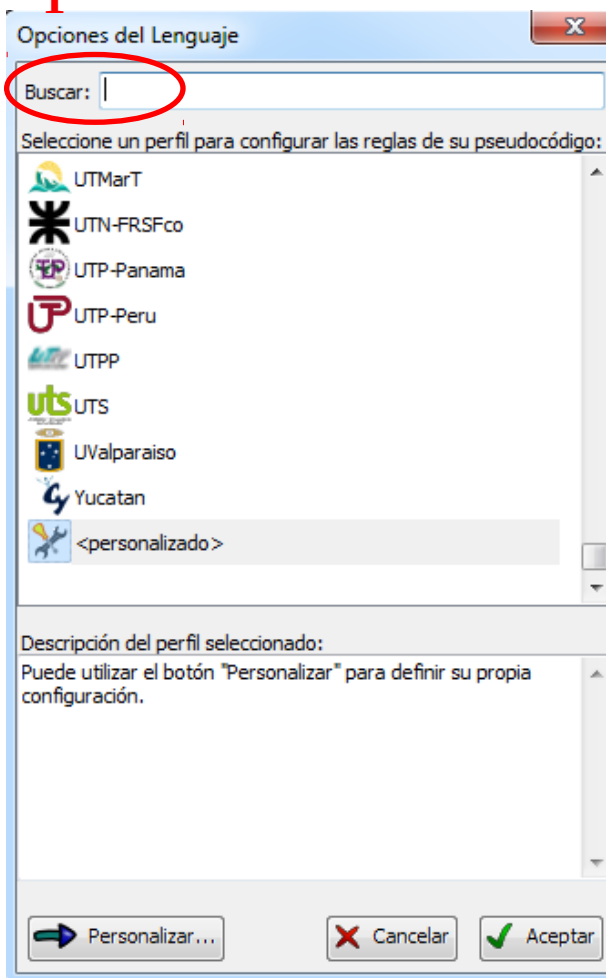 Opciones del Lenguaje
Buscar:
Seleccione un perfil para configurar las reglas de su pseudocódigo:
UTMarT
UTN-FRSFco
UTP-Panama
UTP-Peru
UTPP
uts UTS
UValparaiso
Yucatan
<personalizado>
Descripción del perfil seleccionado:
Puede utilizar el botón "Personalizar" para definir su propia
configuración.
Personalizar... Cancelar Aceptar